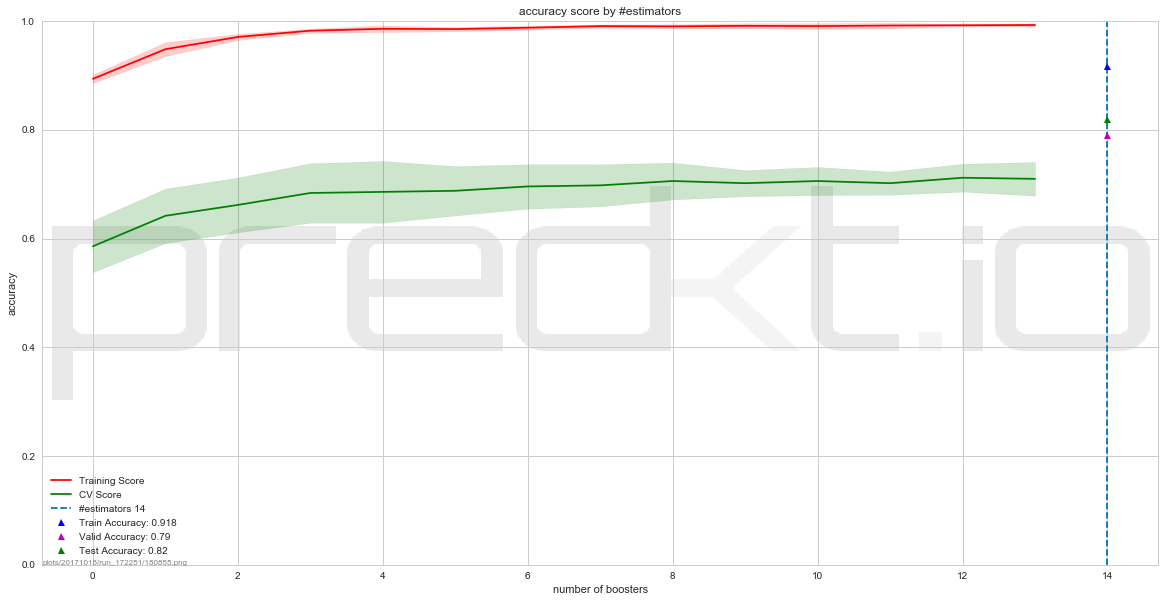 accuracy score by #estimators
1.0
0.8
0.6
0.4
0.2
0.0
accuracy
predkt.io
Training Score
CV Score
#estimators 14
Train Accuracy: 0.918
Valid Accuracy: 0.79
Test Accuracy: 0.82
0 2 4 6 8 10 12 14
number of boosters